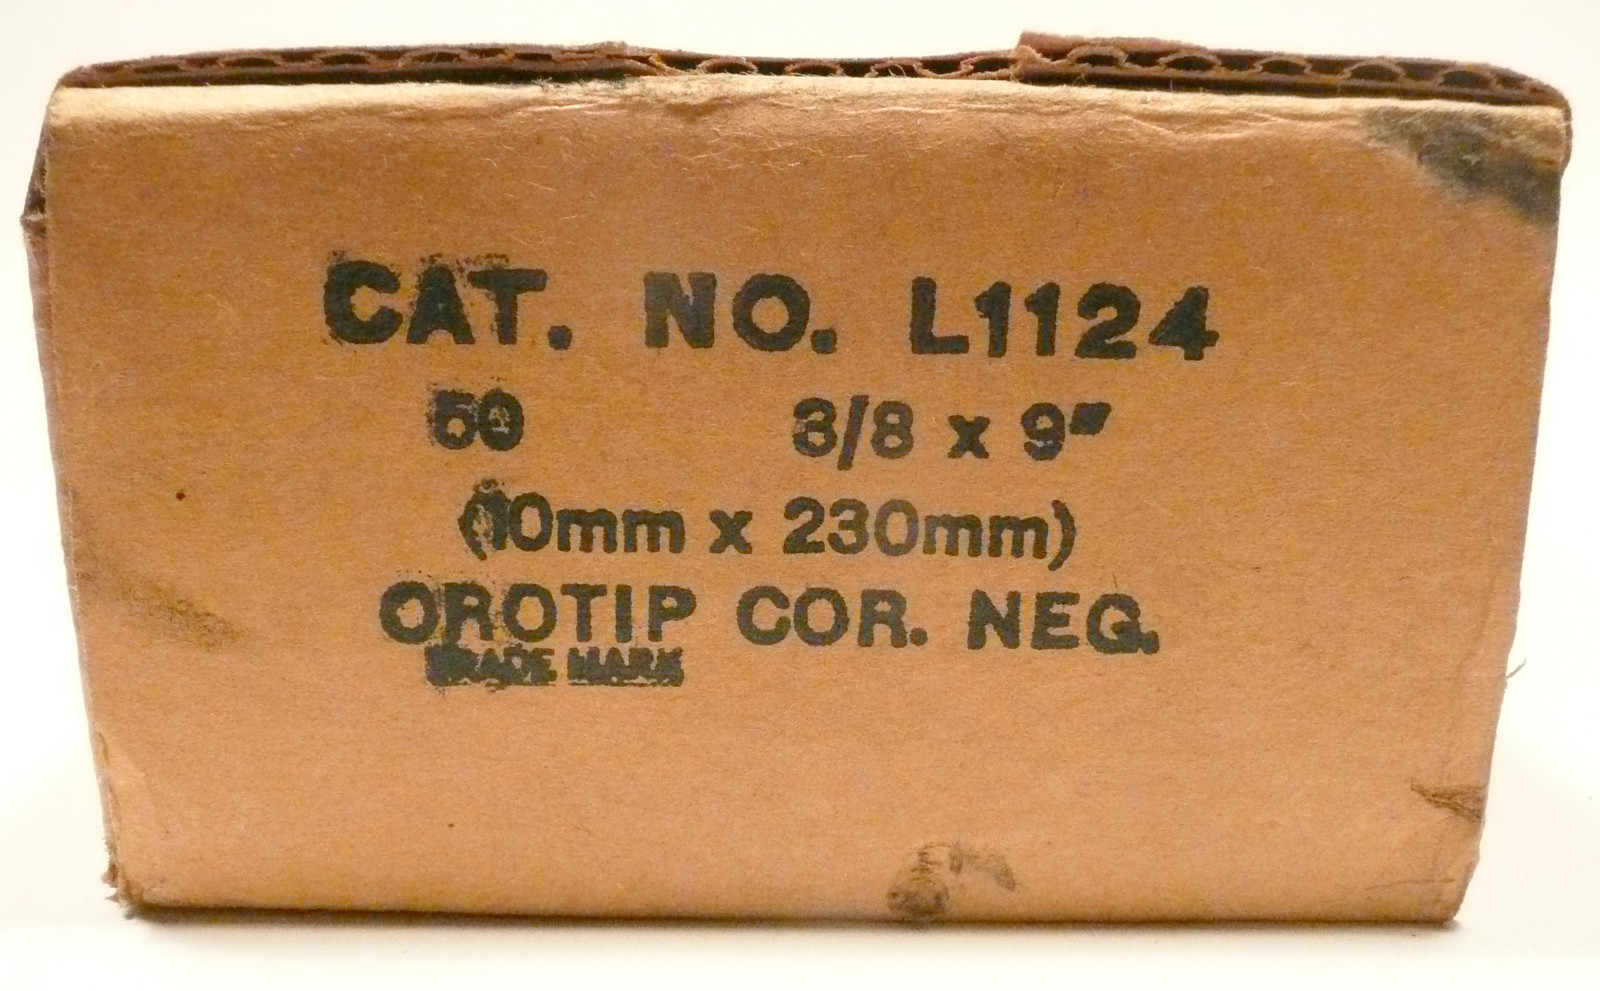 CAT. NO. L1124
50 3/8 x 9"
(10mm x 230mm)
OROTIP COR. NEG.
TRADE MARK